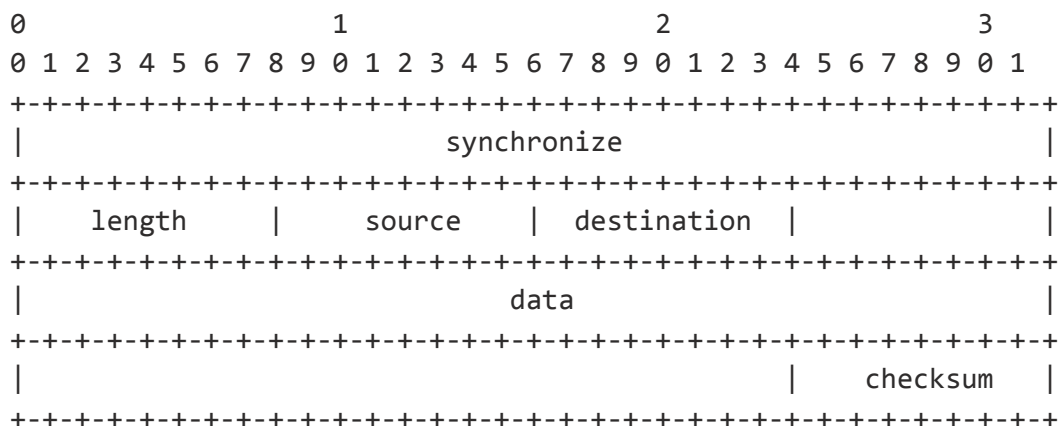 0                   1                   2                   3
0 1 2 3 4 5 6 7 8 9 0 1 2 3 4 5 6 7 8 9 0 1 2 3 4 5 6 7 8 9 0 1
+-+-+-+-+-+-+-+-+-+-+-+-+-+-+-+-+-+-+-+-+-+-+-+-+-+-+-+-+-+-+-+-+
|                          synchronize                          |
+-+-+-+-+-+-+-+-+-+-+-+-+-+-+-+-+-+-+-+-+-+-+-+-+-+-+-+-+-+-+-+-+
|    length     |     source    |  destination  |               |
+-+-+-+-+-+-+-+-+-+-+-+-+-+-+-+-+-+-+-+-+-+-+-+-+-+-+-+-+-+-+-+-+
|                              data                             |
+-+-+-+-+-+-+-+-+-+-+-+-+-+-+-+-+-+-+-+-+-+-+-+-+-+-+-+-+-+-+-+-+
|                                               |    checksum   |
+-+-+-+-+-+-+-+-+-+-+-+-+-+-+-+-+-+-+-+-+-+-+-+-+-+-+-+-+-+-+-+-+